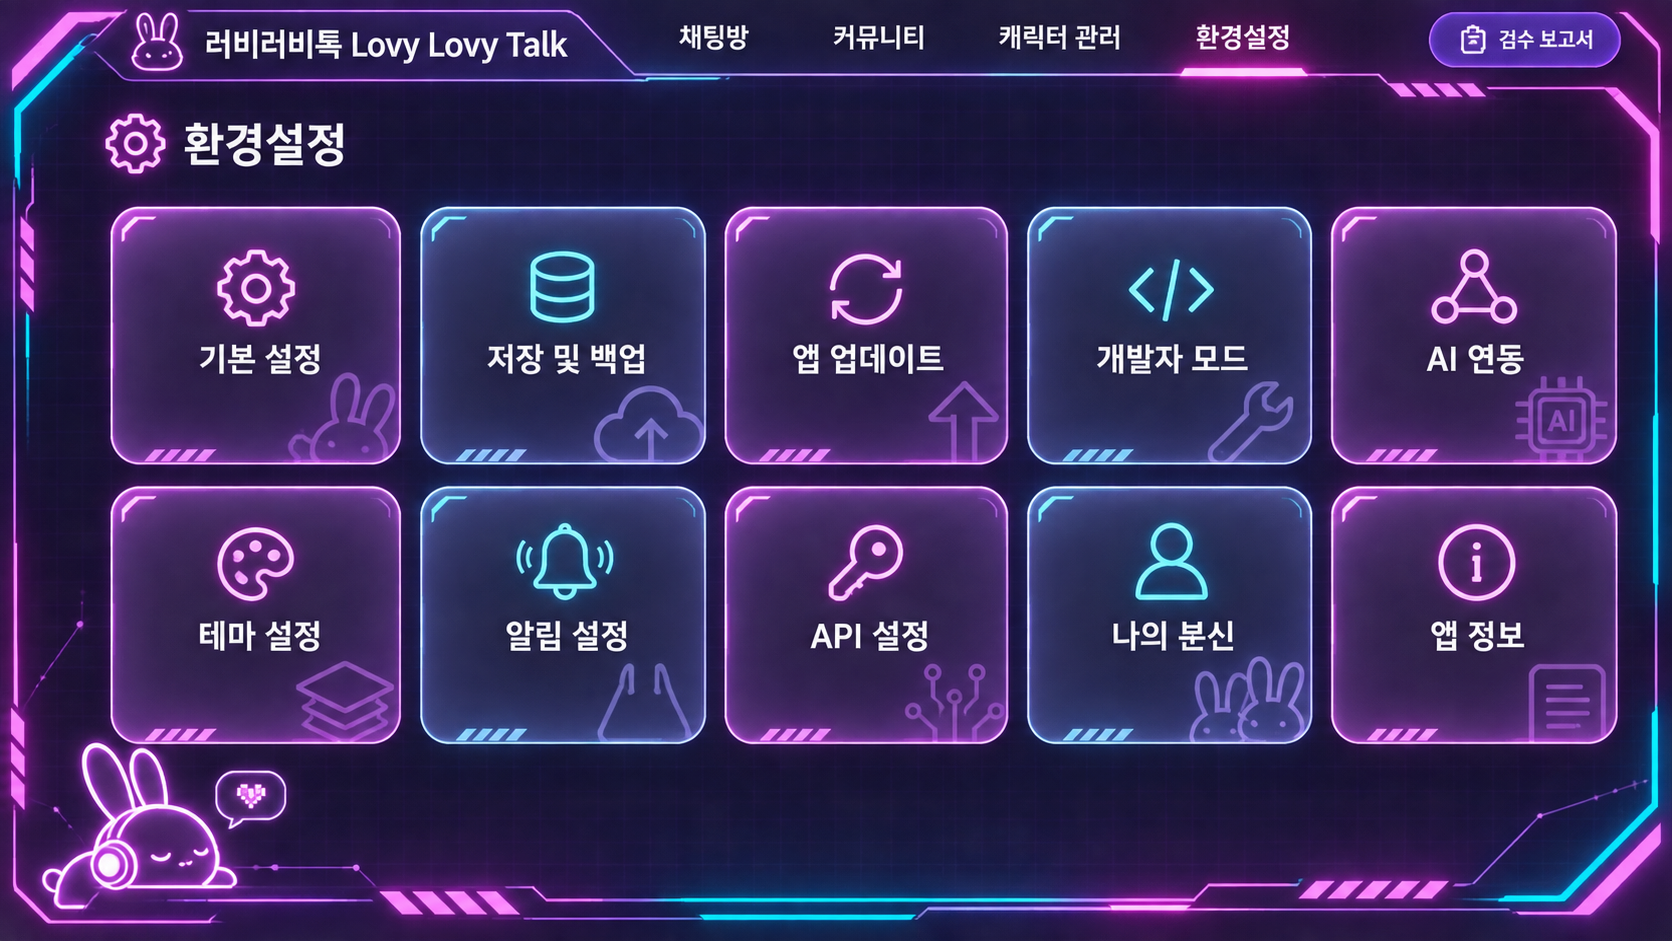 러비러비톡 Lovy Lovy Talk
채팅방
커뮤니티
캐릭터 관러
환경설정
검수 보고서
환경설정
기본 설정
저장 및 백업
앱 업데이트
개발자 모드
AI 연동
AI
테마 설정
알림 설정
API 설정
나의 분신
앱 정보